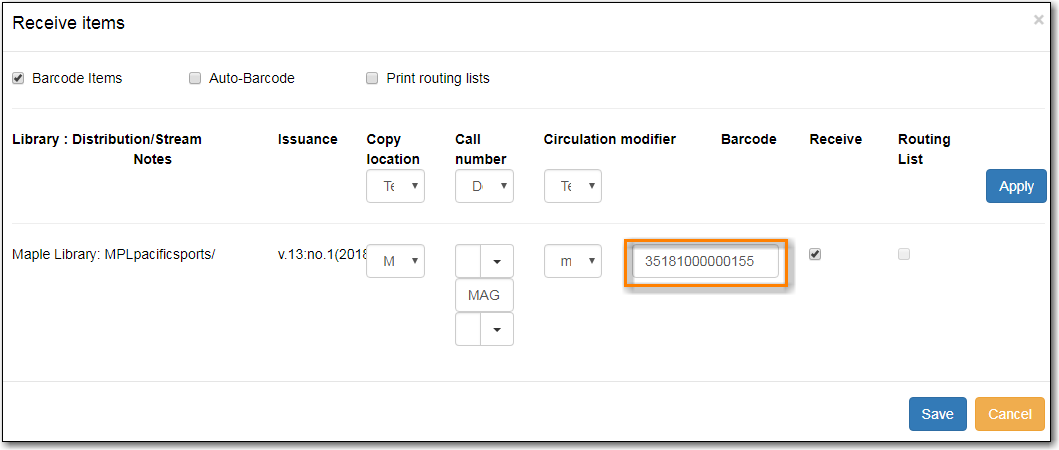 Receive items ×
Barcode Items Auto-Barcode Print routing lists
Library : Distribution/Stream Issuance Copy Call Circulation modifier Barcode Receive Routing
Notes location number List
Te D Te Apply
Maple Library: MPLpacificsports/ v.13:no.1(2018 M m 35181000000155
MAG
Save Cancel